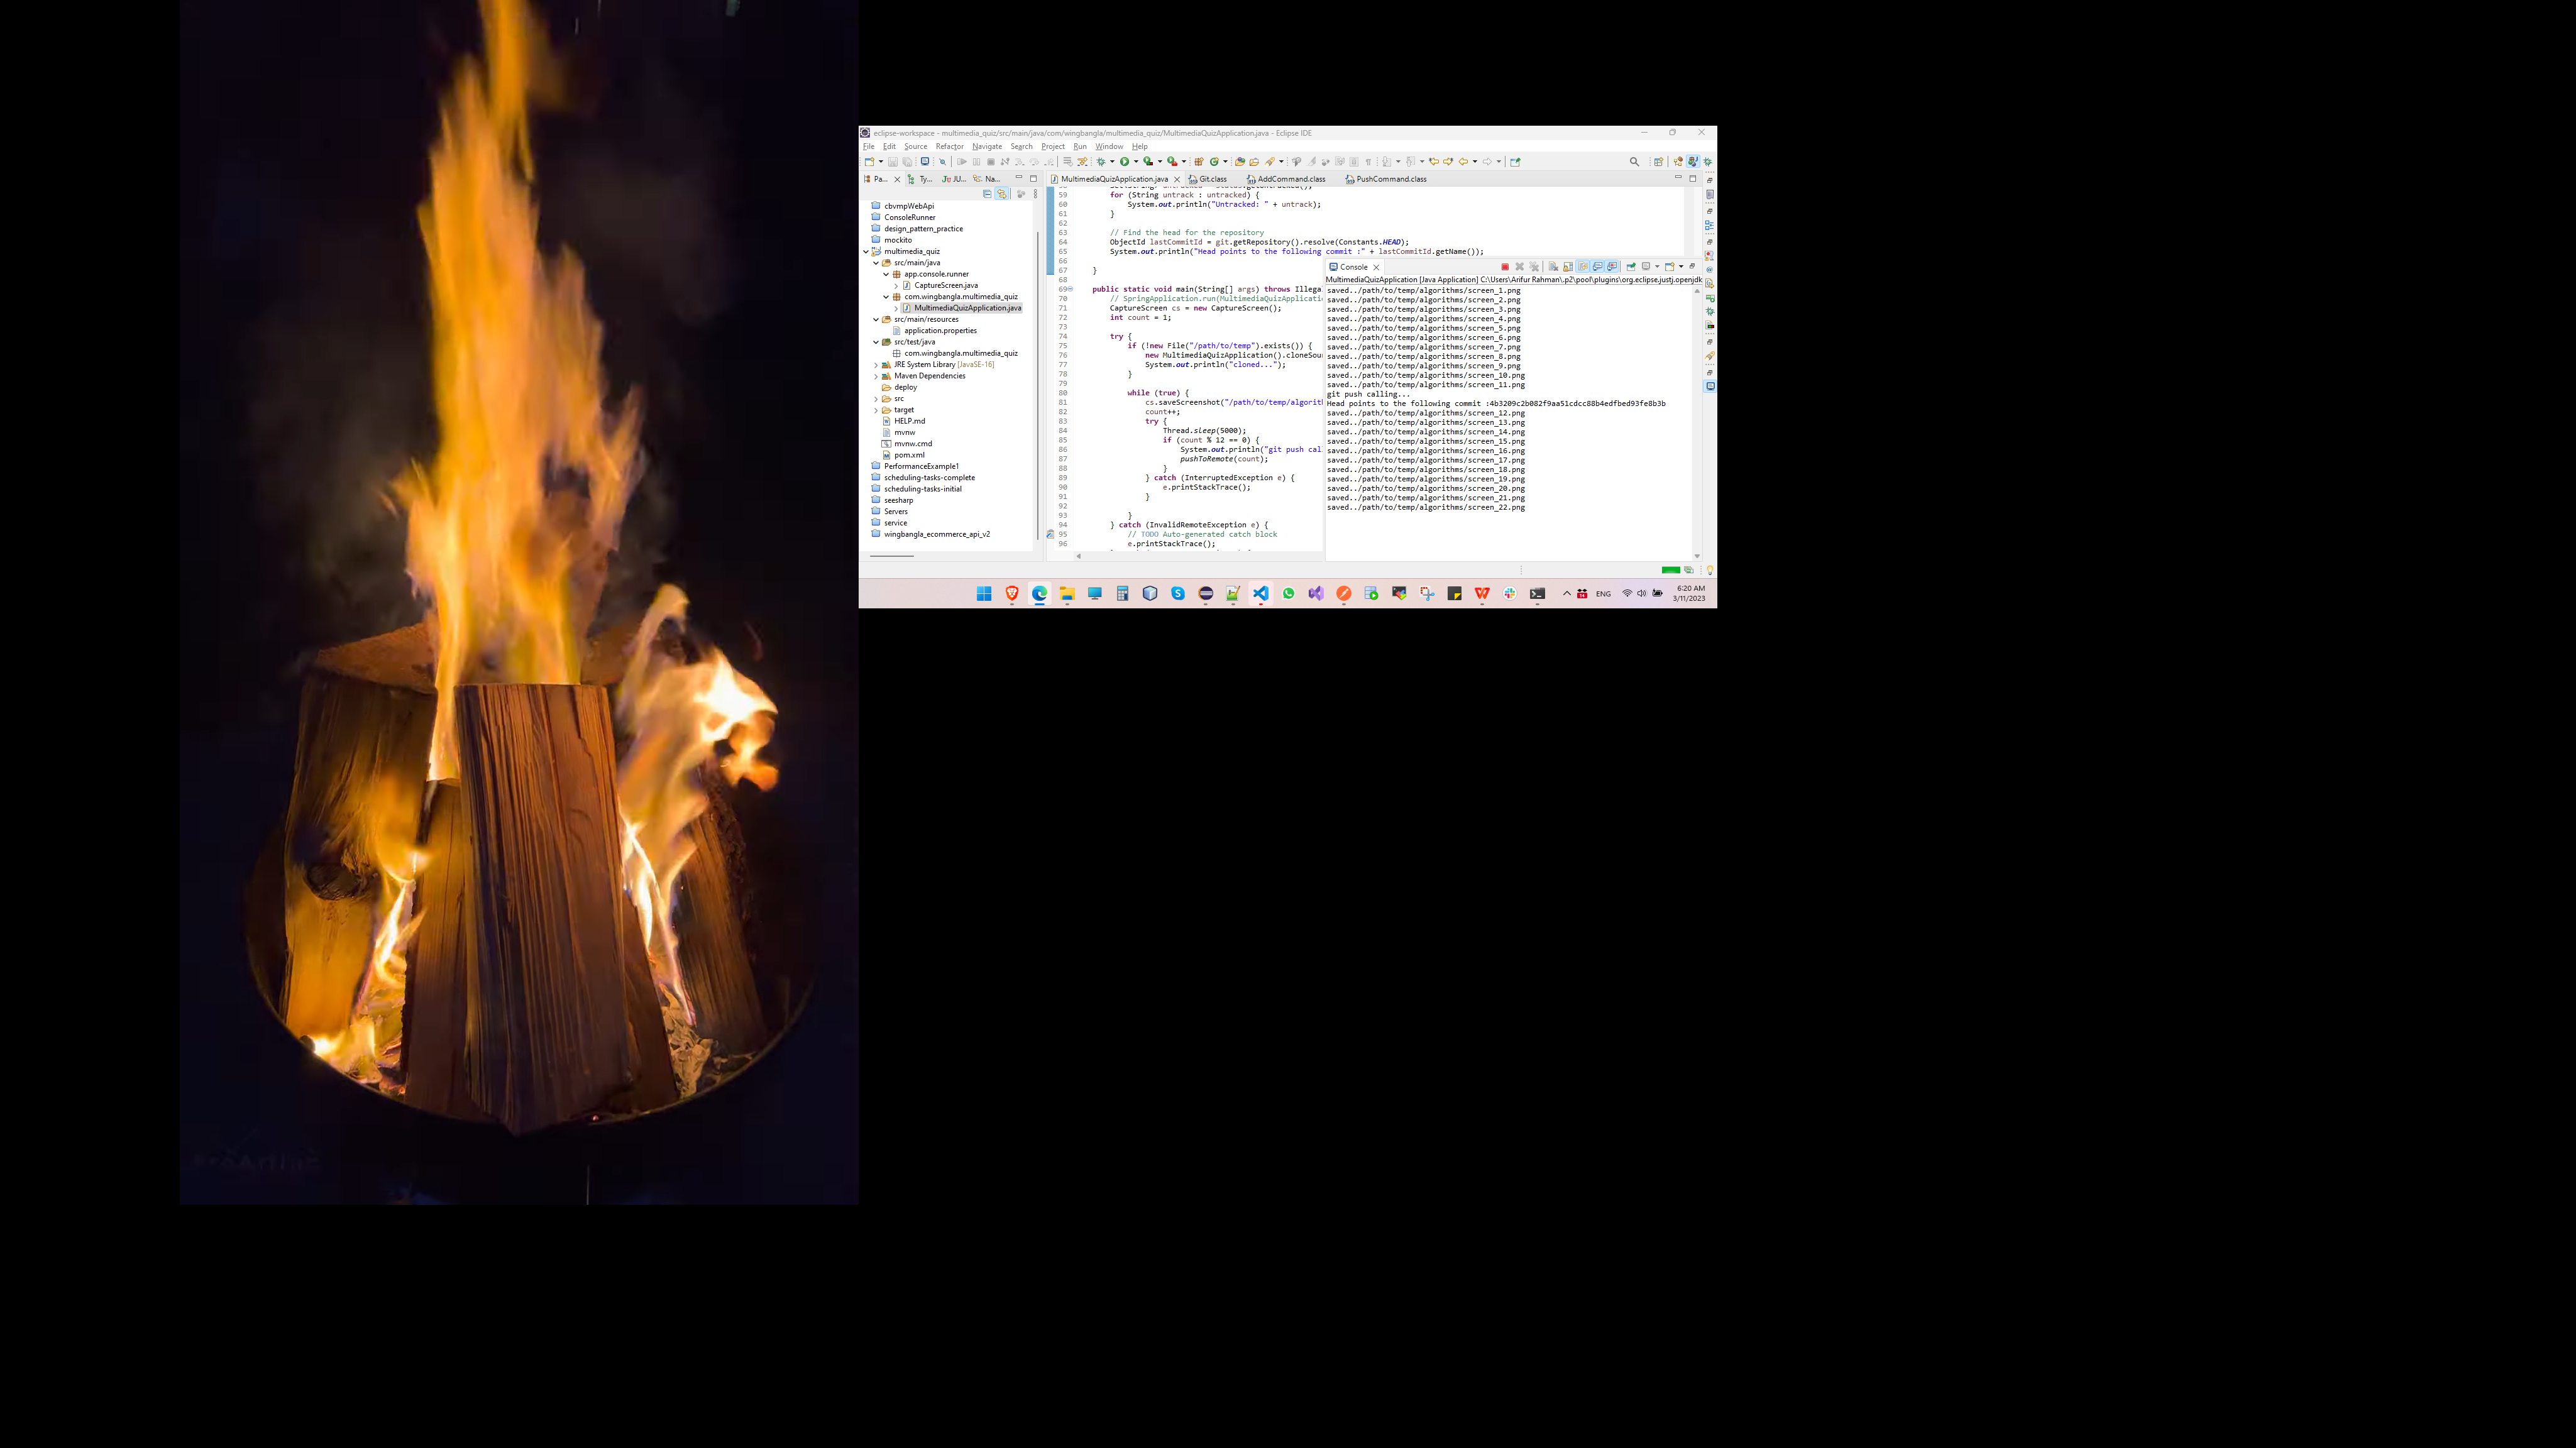 eclipse-workspace - multimedia_quiz/src/main/java/com/wingbangla/multimedia_quiz/MultimediaQuizApplication.java - Eclipse IDE
File Edit Source Refactor Navigate Search Project Run Window Help
Pa... Ty... JU... Na...
cbvmpWebApi
ConsoleRunner
design_pattern_practice
mockito
multimedia_quiz
src/main/java
app.console.runner
CaptureScreen.java
com.wingbangla.multimedia_quiz
MultimediaQuizApplication.java
src/main/resources
application.properties
src/test/java
com.wingbangla.multimedia_quiz
JRE System Library [JavaSE-16]
Maven Dependencies
deploy
src
target
HELP.md
mvnw
mvnw.cmd
pom.xml
PerformanceExample1
scheduling-tasks-complete
scheduling-tasks-initial
seesharp
Servers
service
wingbangla_ecommerce_api_v2
MultimediaQuizApplication.java Git.class AddCommand.class PushCommand.class
59 for (String untrack : untracked) {
60 System.out.println("Untracked: " + untrack);
61 }
62
63 // Find the head for the repository
64 ObjectId lastCommitId = git.getRepository().resolve(Constants.HEAD);
65 System.out.println("Head points to the following commit :" + lastCommitId.getName());
66
67 }
68
69 public static void main(String[] args) throws Illega
70 // SpringApplication.run(MultimediaQuizApplicati
71 CaptureScreen cs = new CaptureScreen();
72 int count = 1;
73
74 try {
75 if (!new File("/path/to/temp").exists()) {
76 new MultimediaQuizApplication().cloneSou
77 System.out.println("cloned...");
78 }
79
80 while (true) {
81 cs.saveScreenshot("/path/to/temp/algorit
82 count++;
83 try {
84 Thread.sleep(5000);
85 if (count % 12 == 0) {
86 System.out.println("git push cal
87 pushToRemote(count);
88 }
89 } catch (InterruptedException e) {
90 e.printStackTrace();
91 }
92
93 }
94 } catch (InvalidRemoteException e) {
95 // TODO Auto-generated catch block
96 e.printStackTrace();
Console
MultimediaQuizApplication [Java Application] C:\Users\Arifur Rahman\.p2\pool\plugins\org.eclipse.justj.openjdk
saved../path/to/temp/algorithms/screen_1.png
saved../path/to/temp/algorithms/screen_2.png
saved../path/to/temp/algorithms/screen_3.png
saved../path/to/temp/algorithms/screen_4.png
saved../path/to/temp/algorithms/screen_5.png
saved../path/to/temp/algorithms/screen_6.png
saved../path/to/temp/algorithms/screen_7.png
saved../path/to/temp/algorithms/screen_8.png
saved../path/to/temp/algorithms/screen_9.png
saved../path/to/temp/algorithms/screen_10.png
saved../path/to/temp/algorithms/screen_11.png
git push calling...
Head points to the following commit :4b3209c2b082f9aa51cdcc88b4edfbed93fe8b3b
saved../path/to/temp/algorithms/screen_12.png
saved../path/to/temp/algorithms/screen_13.png
saved../path/to/temp/algorithms/screen_14.png
saved../path/to/temp/algorithms/screen_15.png
saved../path/to/temp/algorithms/screen_16.png
saved../path/to/temp/algorithms/screen_17.png
saved../path/to/temp/algorithms/screen_18.png
saved../path/to/temp/algorithms/screen_19.png
saved../path/to/temp/algorithms/screen_20.png
saved../path/to/temp/algorithms/screen_21.png
saved../path/to/temp/algorithms/screen_22.png
ENG
6:20 AM
3/11/2023